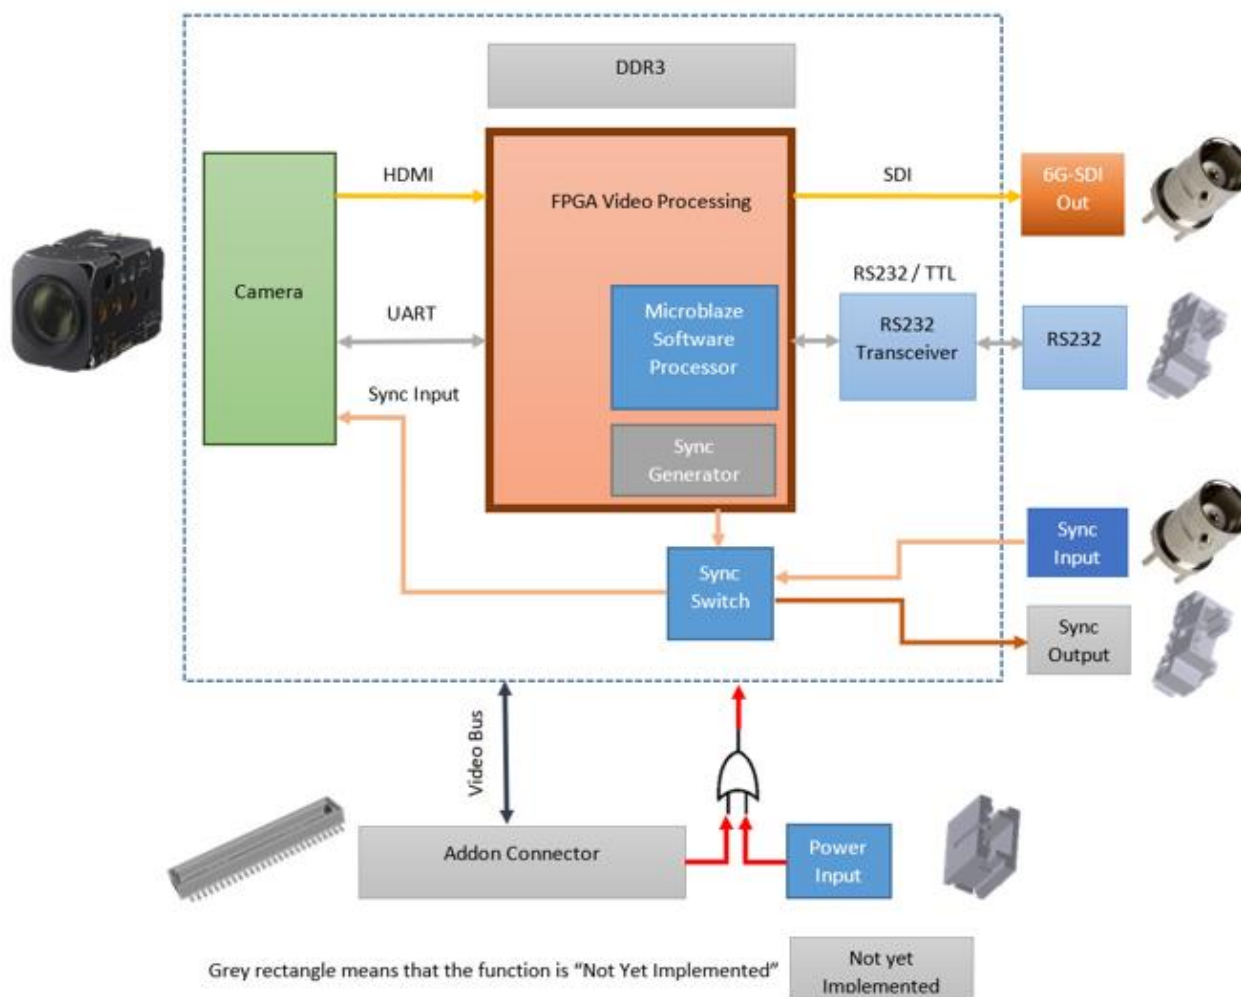 DDR3
HDMI
FPGA Video Processing
SDI
6G-SDI
Out
Camera
UART
Microblaze
Software
Processor
RS232 / TTL
RS232
Transceiver
RS232
Sync Input
Sync
Generator
Sync
Switch
Sync
Input
Sync
Output
Video Bus
Addon Connector
Power
Input
Grey rectangle means that the function is “Not Yet Implemented”
Not yet
Implemented